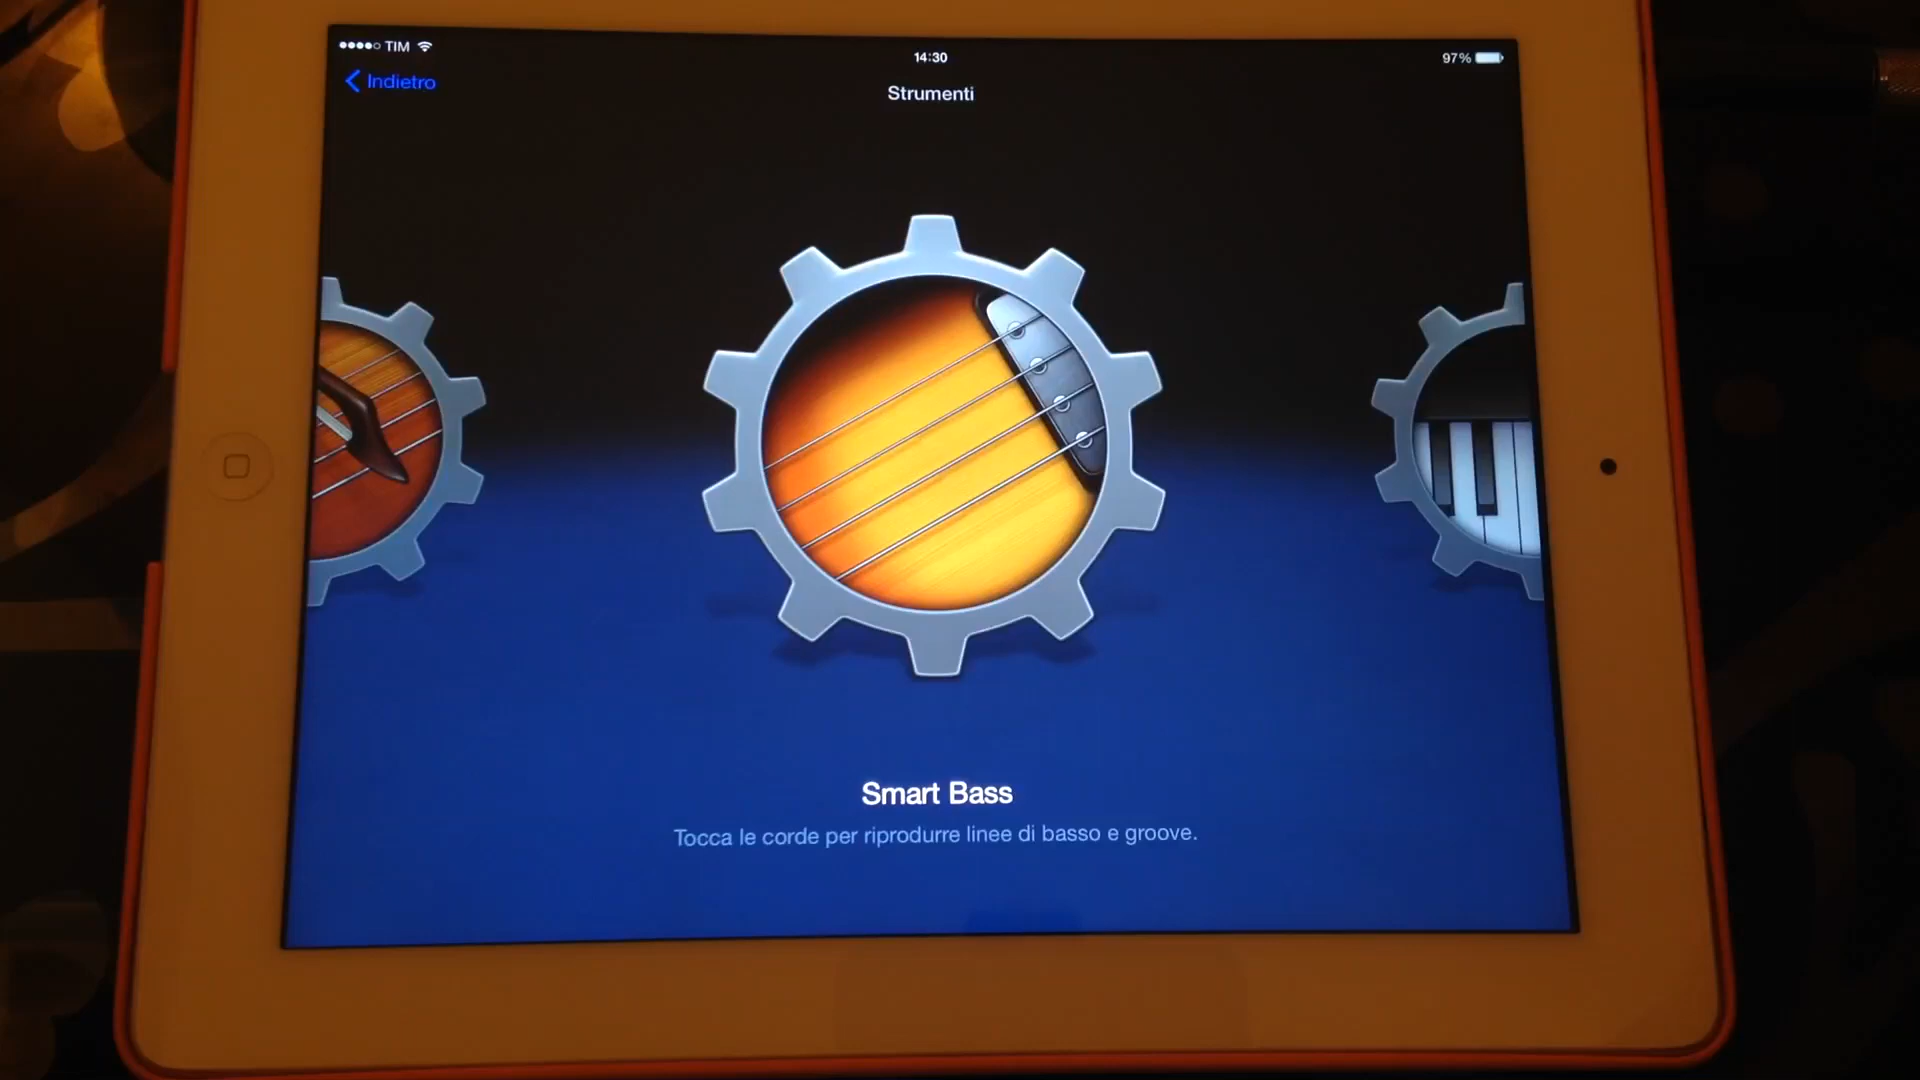 TIM
14:30
97%
Indietro
Strumenti
Smart Bass
Tocca le corde per riprodurre linee di basso e groove.